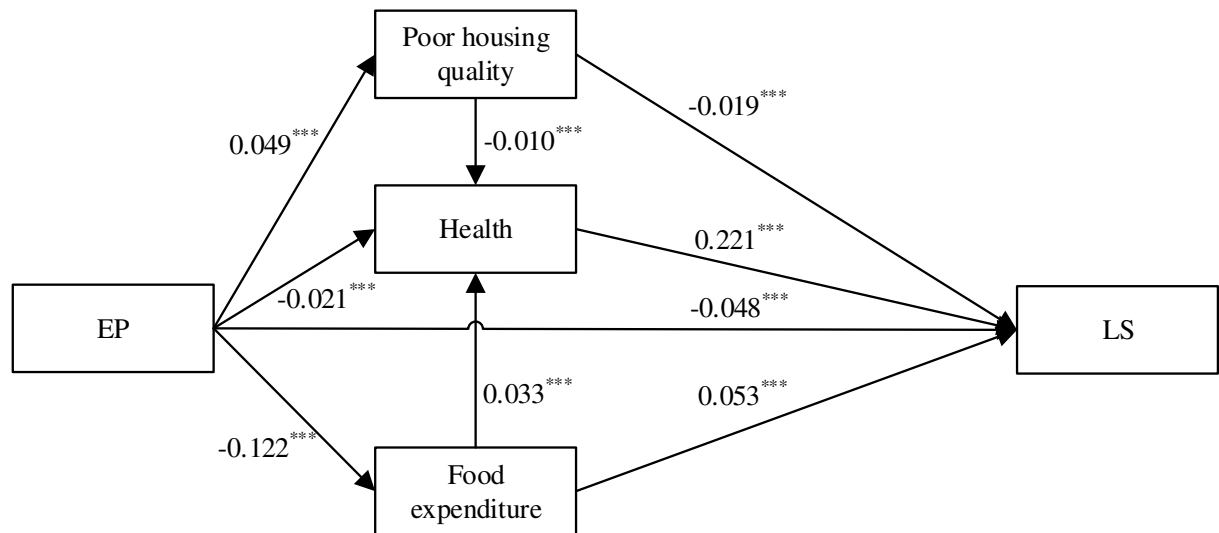 Poor housing
quality
-0.019***
0.049***
-0.010***
Health
0.221***
-0.021***
-0.048***
EP
LS
0.033***
0.053***
-0.122***
Food
expenditure